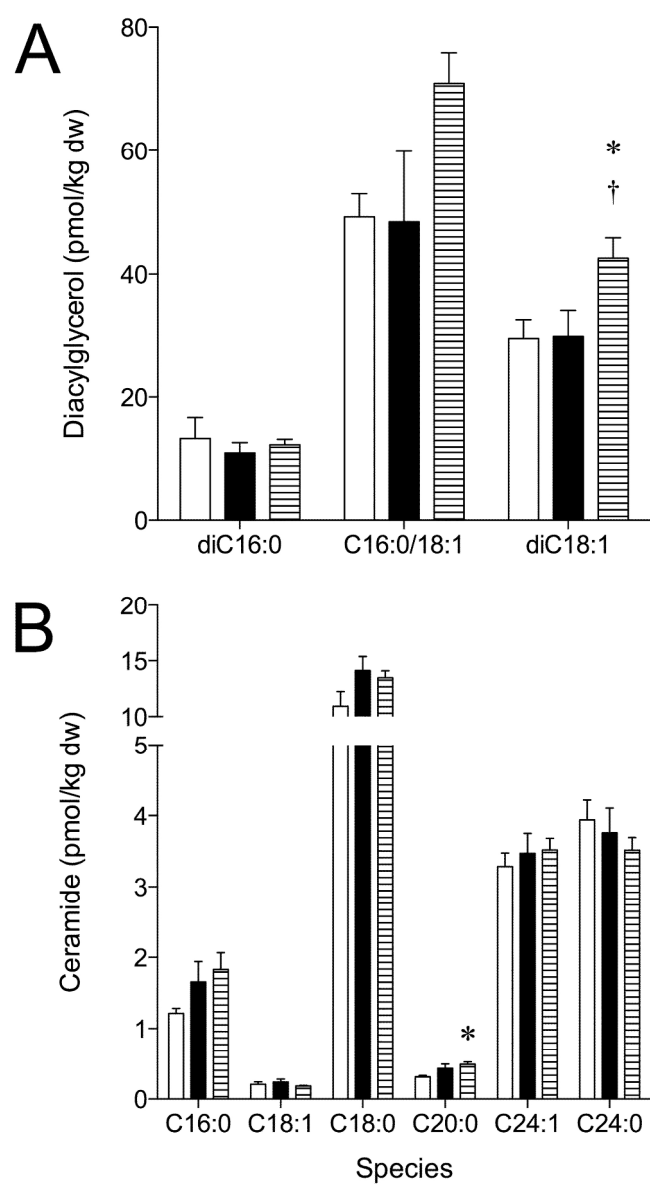 A
Diacylglycerol (pmol/kg dw)
80
60
40
20
0
*
†
diC16:0 C16:0/18:1 diC18:1
B
Ceramide (pmol/kg dw)
20
15
10
5
4
3
2
1
0
*
C16:0 C18:1 C18:0 C20:0 C24:1 C24:0
Species